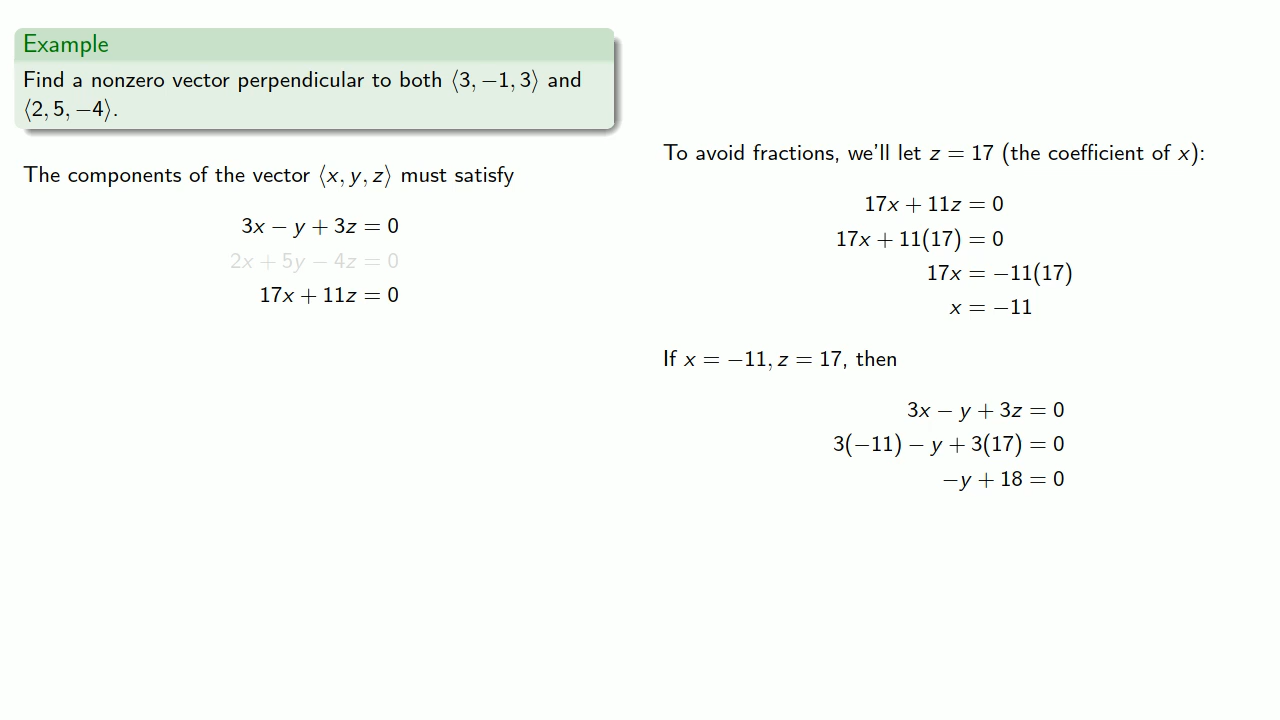 Example
Find a nonzero vector perpendicular to both ⟨3, −1, 3⟩ and
⟨2, 5, −4⟩.
The components of the vector ⟨x, y, z⟩ must satisfy
3x − y + 3z = 0
2x + 5y − 4z = 0
17x + 11z = 0
To avoid fractions, we'll let z = 17 (the coefficient of x):
17x + 11z = 0
17x + 11(17) = 0
17x = −11(17)
x = −11
If x = −11, z = 17, then
3x − y + 3z = 0
3(−11) − y + 3(17) = 0
−y + 18 = 0